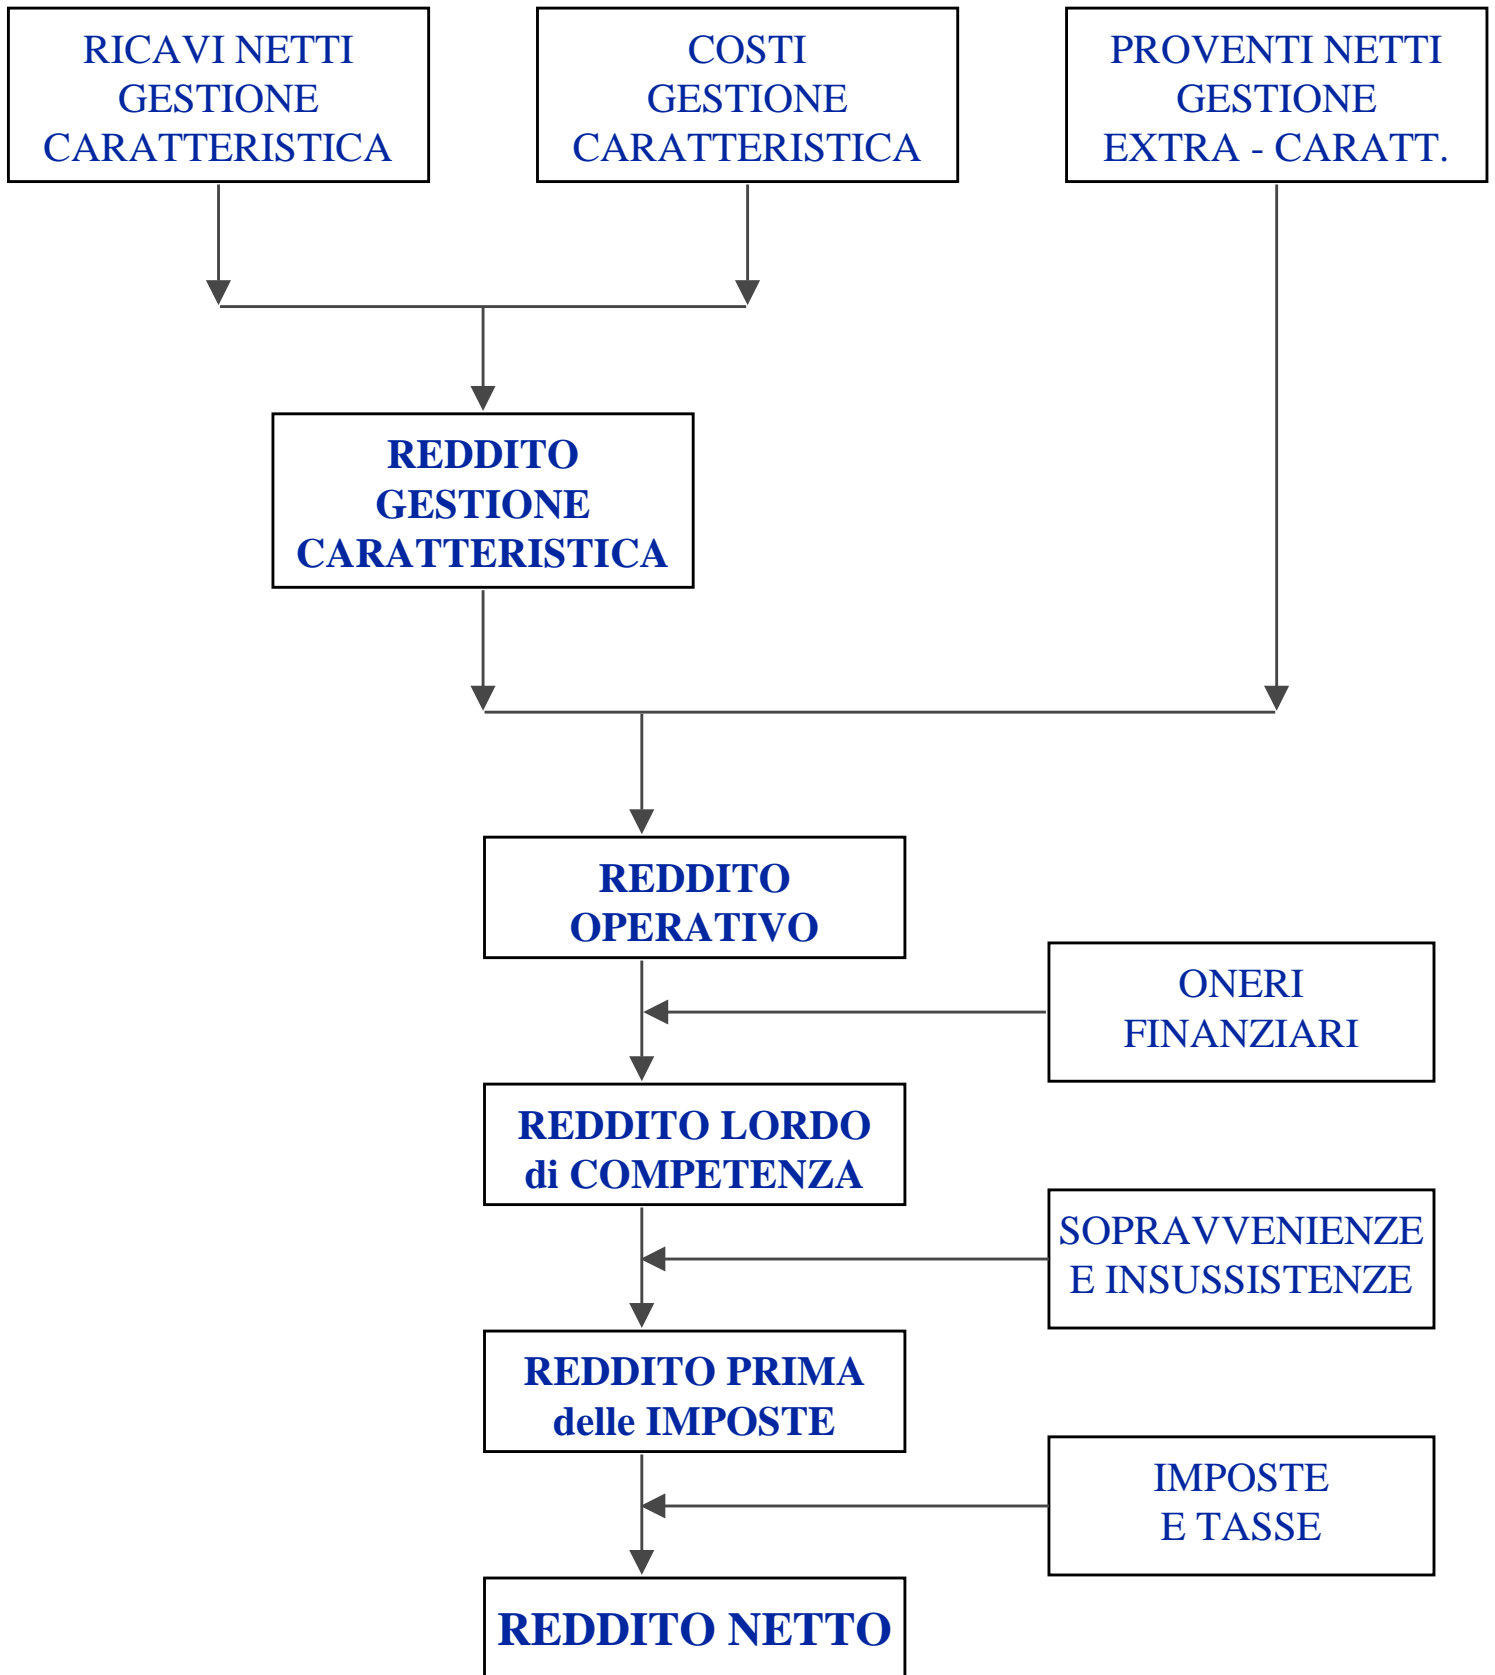 RICAVI NETTI
GESTIONE
CARATTERISTICA
COSTI
GESTIONE
CARATTERISTICA
PROVENTI NETTI
GESTIONE
EXTRA - CARATT.
REDDITO
GESTIONE
CARATTERISTICA
REDDITO
OPERATIVO
ONERI
FINANZIARI
REDDITO LORDO
di COMPETENZA
SOPRAVVENIENZE
E INSUSSISTENZE
REDDITO PRIMA
delle IMPOSTE
IMPOSTE
E TASSE
REDDITO NETTO